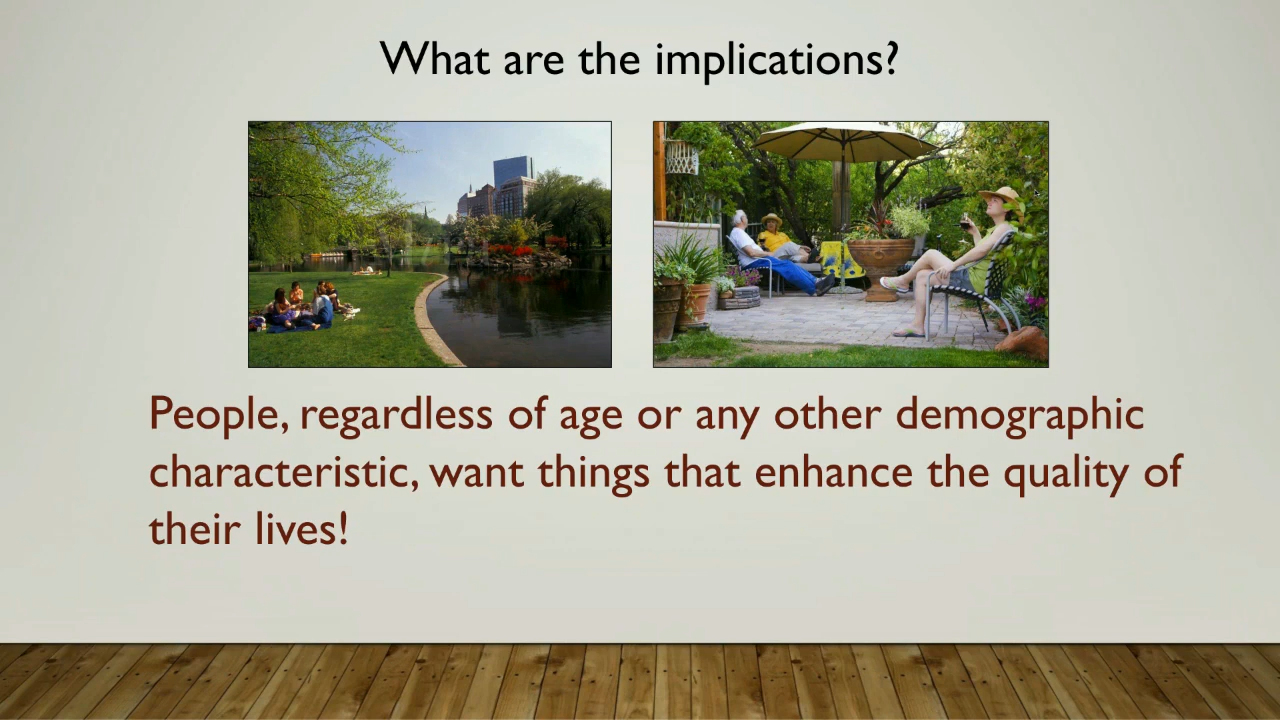 What are the implications?
People, regardless of age or any other demographic
characteristic, want things that enhance the quality of
their lives!